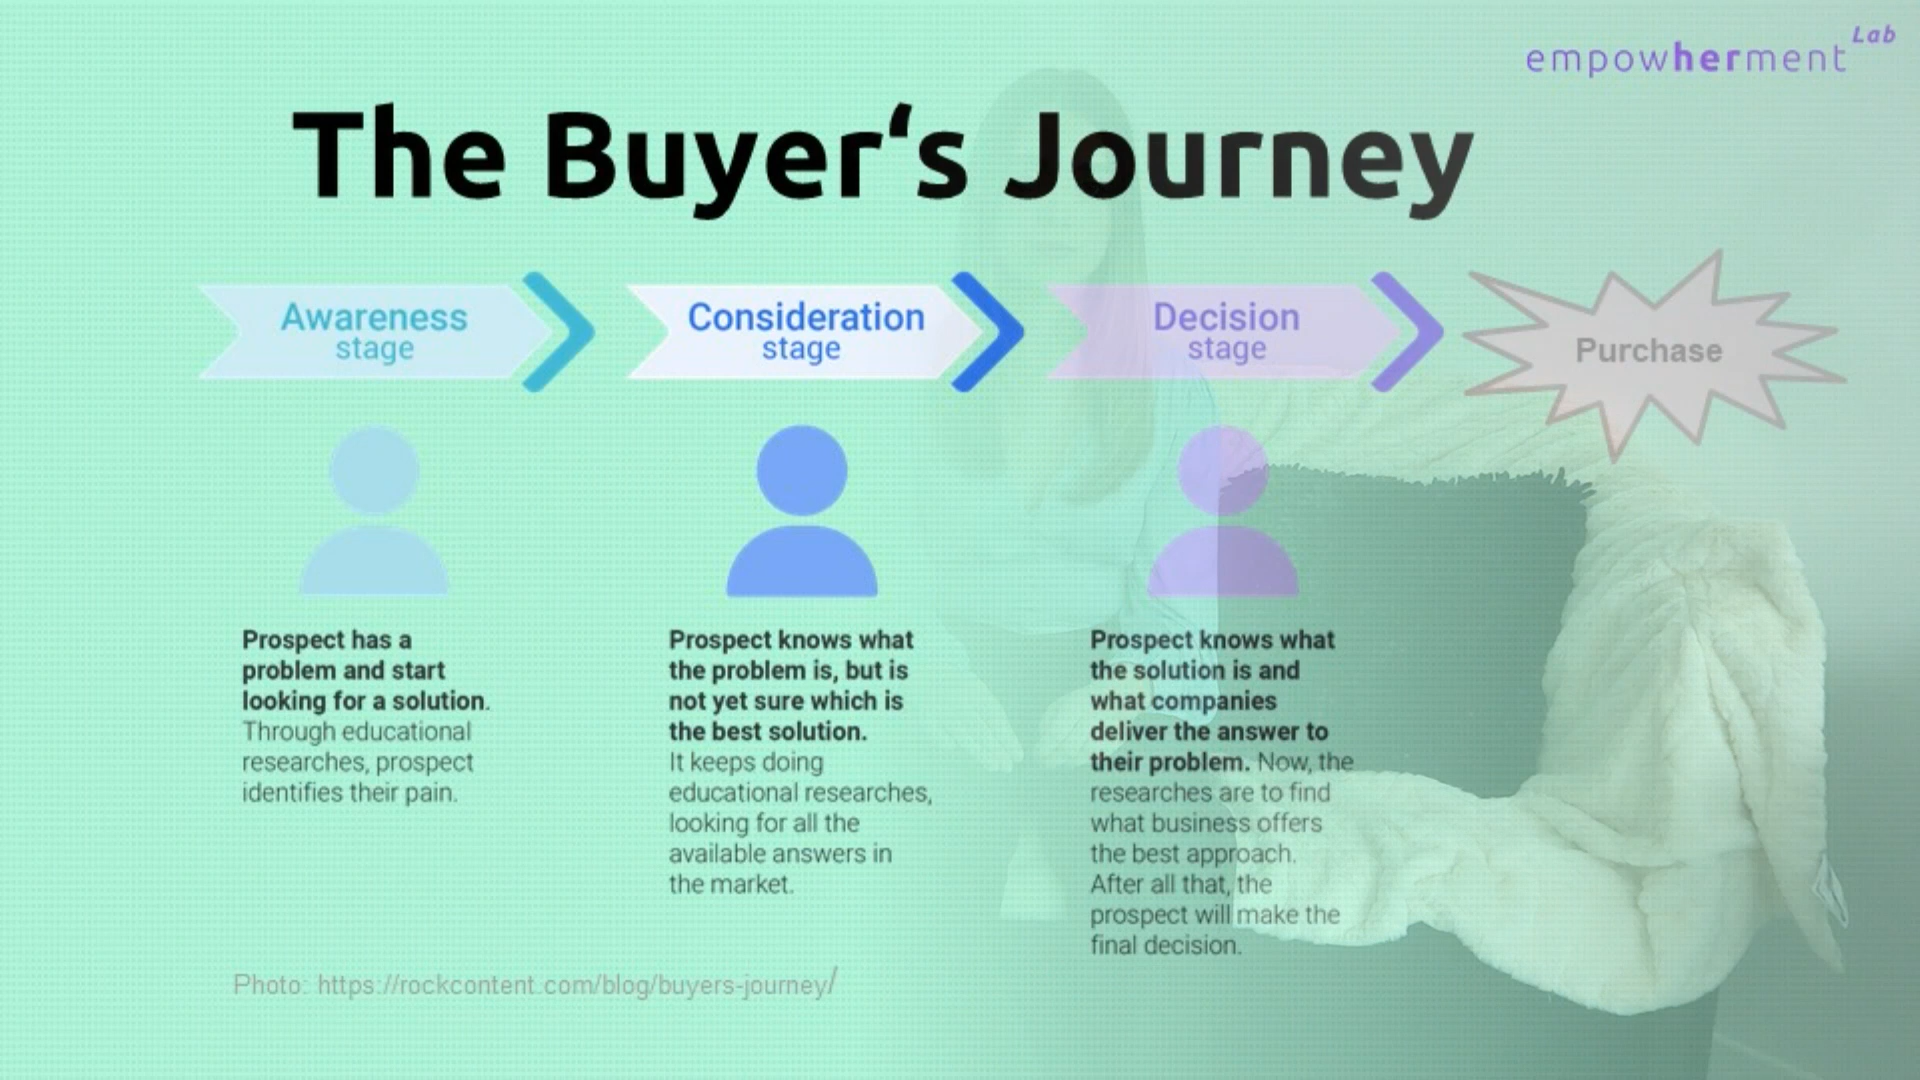 empowherment Lab
The Buyer‘s Journey
Awareness
stage
Consideration
stage
Decision
stage
Purchase
Prospect has a
problem and start
looking for a solution.
Through educational
researches, prospect
identifies their pain.
Prospect knows what
the problem is, but is
not yet sure which is
the best solution.
It keeps doing
educational researches,
looking for all the
available answers in
the market.
Prospect knows what
the solution is and
what companies
deliver the answer to
their problem. Now, the
researches are to find
what business offers
the best approach.
After all that, the
prospect will make the
final decision.
Photo: https://rockcontent.com/blog/buyers-journey/